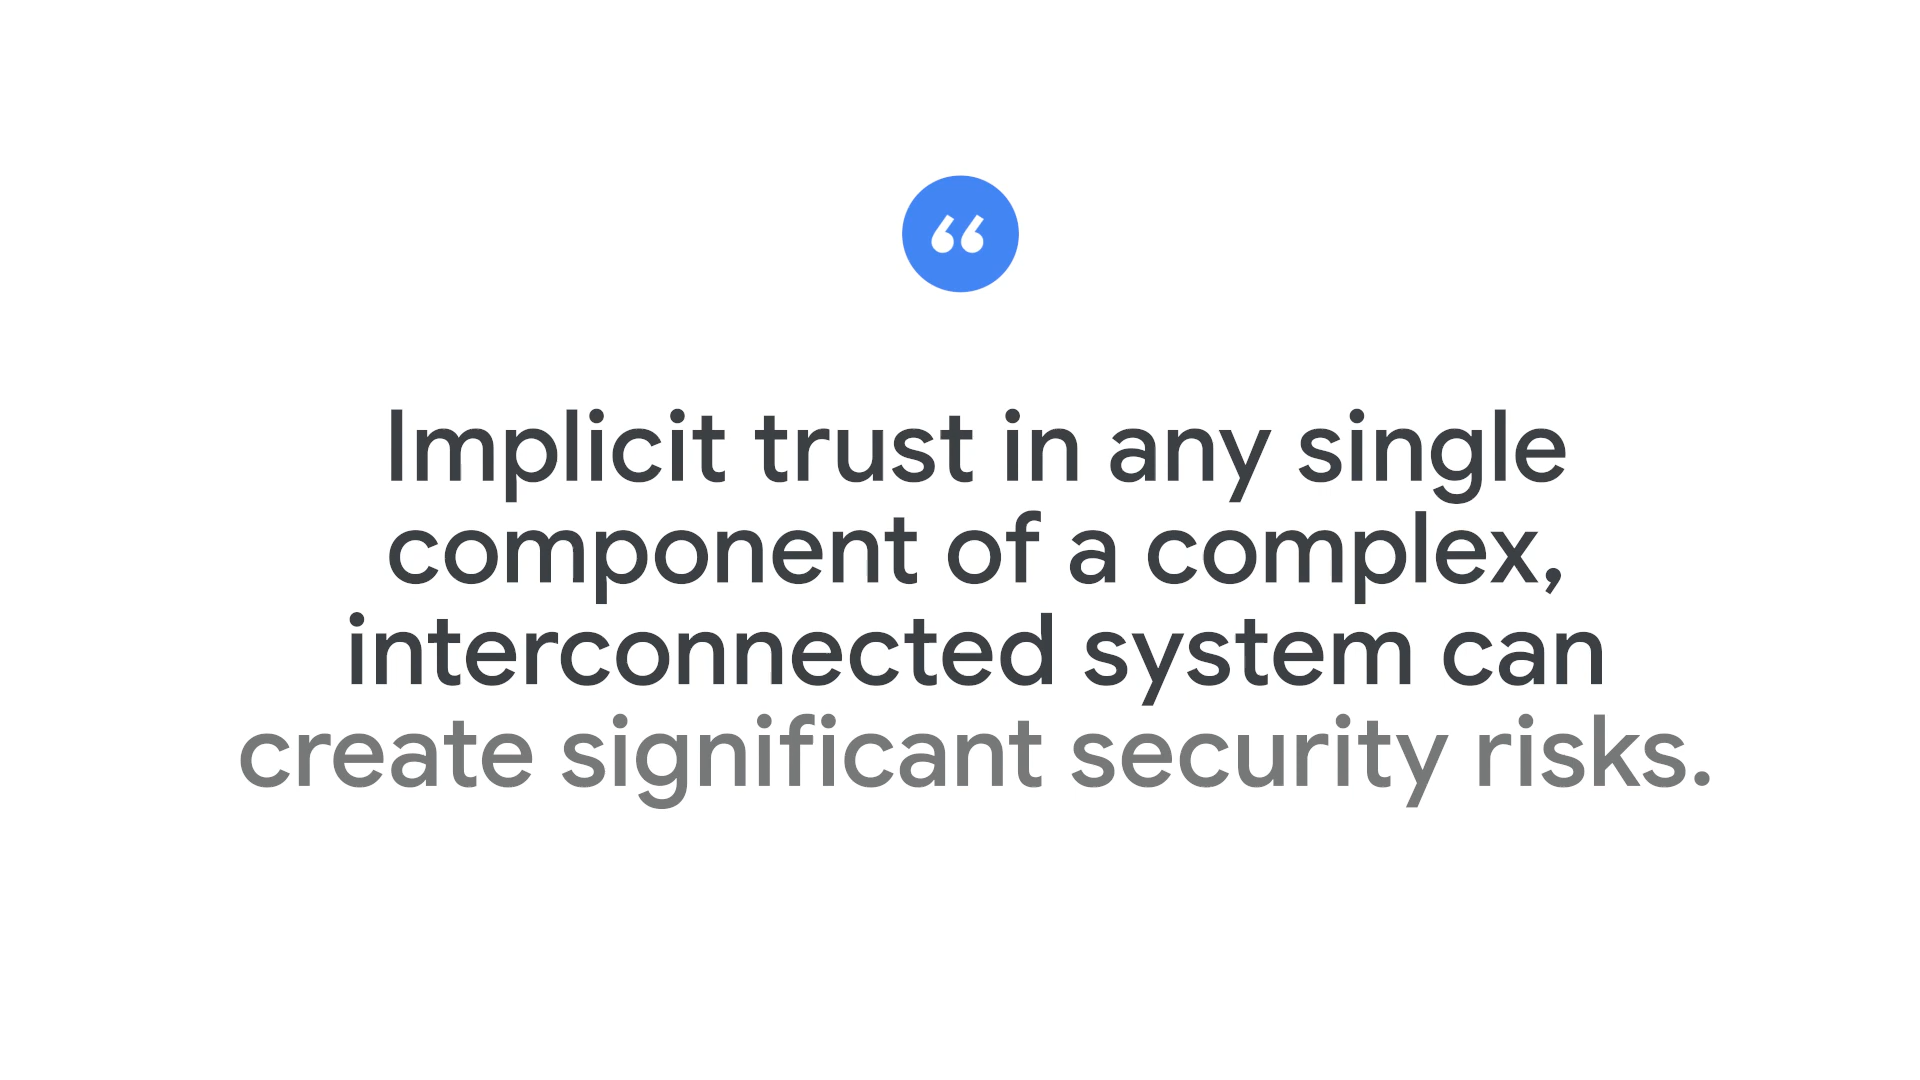 “
Implicit trust in any single
component of a complex,
interconnected system can
create significant security risks.